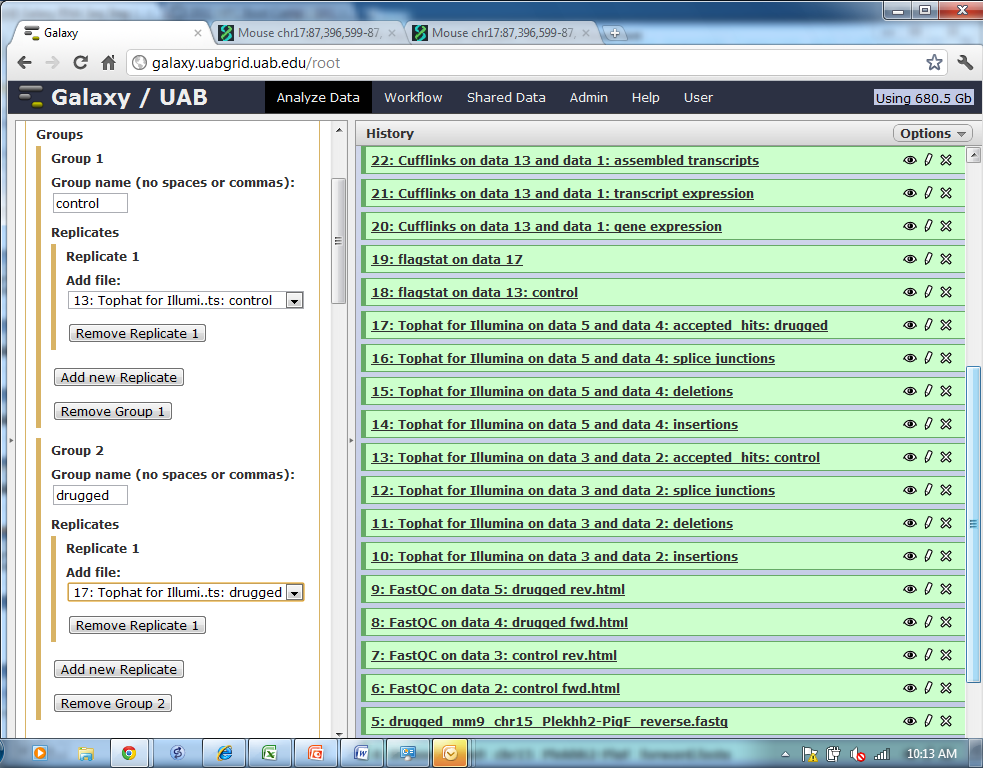 Galaxy
Mouse chr17:87,396,599-87,
Mouse chr17:87,396,599-87,
galaxy.uabgrid.uab.edu/root
Galaxy / UAB
Analyze Data
Workflow
Shared Data
Admin
Help
User
Using 680.5 Gb
Groups
Group 1
Group name (no spaces or commas):
control
Replicates
Replicate 1
Add file:
13: Tophat for Illumi..ts: control
Remove Replicate 1
Add new Replicate
Remove Group 1
Group 2
Group name (no spaces or commas):
drugged
Replicates
Replicate 1
Add file:
17: Tophat for Illumi..ts: drugged
Remove Replicate 1
Add new Replicate
Remove Group 2
History
Options
22: Cufflinks on data 13 and data 1: assembled transcripts
21: Cufflinks on data 13 and data 1: transcript expression
20: Cufflinks on data 13 and data 1: gene expression
19: flagstat on data 17
18: flagstat on data 13: control
17: Tophat for Illumina on data 5 and data 4: accepted_hits: drugged
16: Tophat for Illumina on data 5 and data 4: splice junctions
15: Tophat for Illumina on data 5 and data 4: deletions
14: Tophat for Illumina on data 5 and data 4: insertions
13: Tophat for Illumina on data 3 and data 2: accepted_hits: control
12: Tophat for Illumina on data 3 and data 2: splice junctions
11: Tophat for Illumina on data 3 and data 2: deletions
10: Tophat for Illumina on data 3 and data 2: insertions
9: FastQC on data 5: drugged rev.html
8: FastQC on data 4: drugged fwd.html
7: FastQC on data 3: control rev.html
6: FastQC on data 2: control fwd.html
5: drugged_mm9_chr15_Plekhh2-PigF_reverse.fastq
10:13 AM